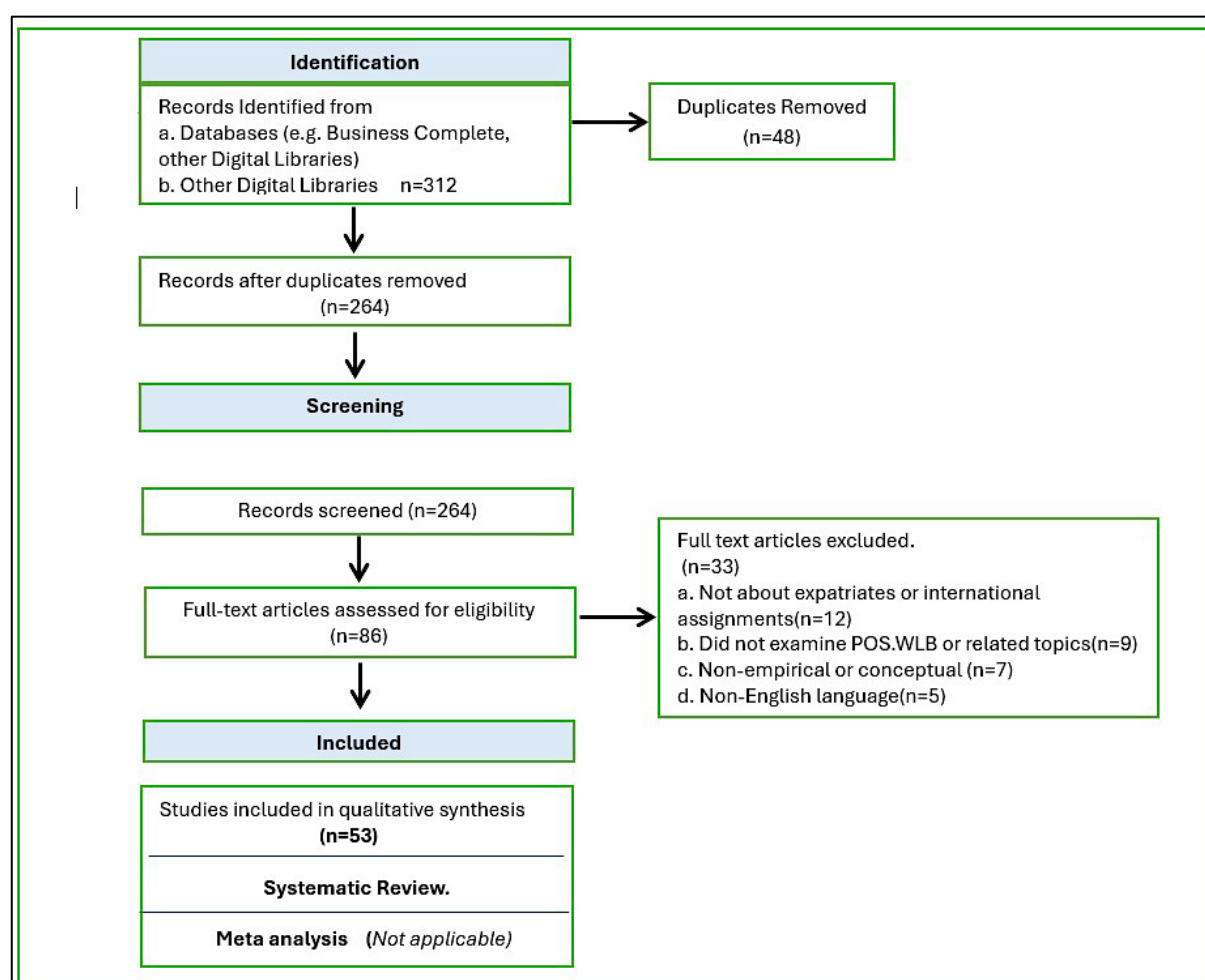 Identification
Records Identified from
a. Databases (e.g. Business Complete,
other Digital Libraries)
b. Other Digital Libraries n=312
Duplicates Removed
(n=48)
Records after duplicates removed
(n=264)
Screening
Records screened (n=264)
Full-text articles assessed for eligibility
(n=86)
Full text articles excluded.
(n=33)
a. Not about expatriates or international
assignments(n=12)
b. Did not examine POS.WLB or related topics(n=9)
c. Non-empirical or conceptual (n=7)
d. Non-English language(n=5)
Included
Studies included in qualitative synthesis
(n=53)
Systematic Review.
Meta analysis (Not applicable)